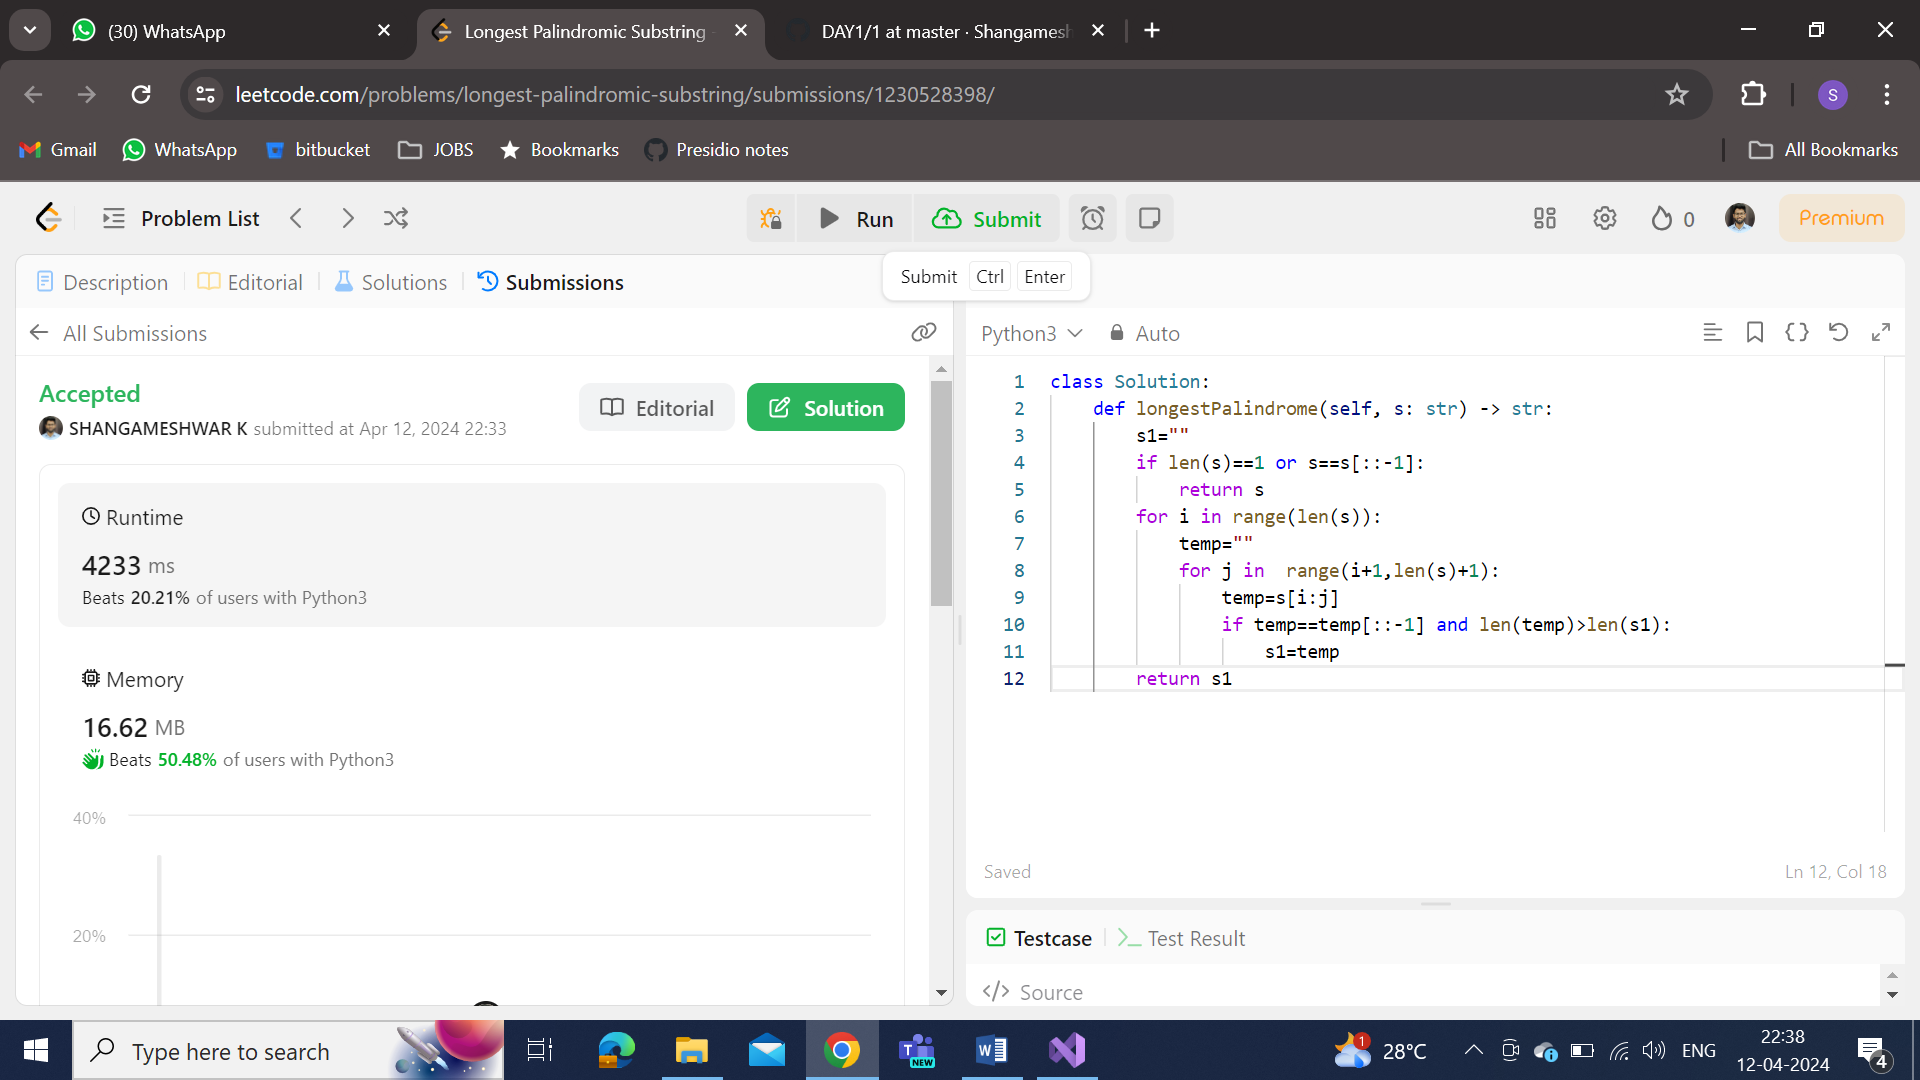 (30) WhatsApp
Longest Palindromic Substring -
DAY1/1 at master · Shangamesh
leetcode.com/problems/longest-palindromic-substring/submissions/1230528398/
S
Gmail
WhatsApp
bitbucket
JOBS
Bookmarks
Presidio notes
All Bookmarks
Problem List
Run
Submit
0
Premium
Description
Editorial
Solutions
Submissions
Submit Ctrl Enter
All Submissions
Python3
Auto
Accepted
SHANGAMESHWAR K submitted at Apr 12, 2024 22:33
Editorial
Solution
Runtime
4233 ms
Beats 20.21% of users with Python3
Memory
16.62 MB
Beats 50.48% of users with Python3
40%
20%
1 class Solution:
2 def longestPalindrome(self, s: str) -> str:
3 s1=""
4 if len(s)==1 or s==s[::-1]:
5 return s
6 for i in range(len(s)):
7 temp=""
8 for j in  range(i+1,len(s)+1):
9 temp=s[i:j]
10 if temp==temp[::-1] and len(temp)>len(s1):
11 s1=temp
12 return s1
Saved
Ln 12, Col 18
Testcase
Test Result
</> Source
Type here to search
NEW
1
28°C
ENG
22:38
12-04-2024
4